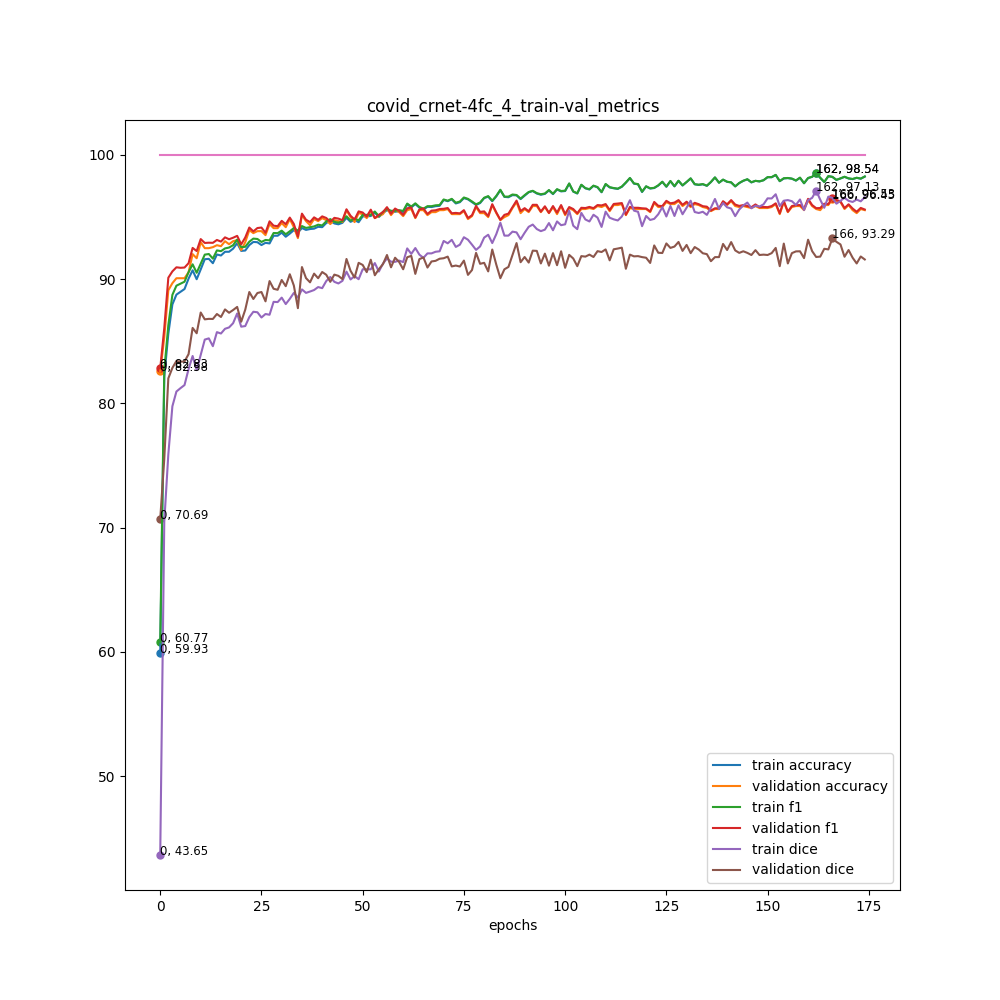 covid_crnet-4fc_4_train-val_metrics
100
90
80
70
60
50
162, 98.54
162, 97.13
166, 93.29
0, 70.69
0, 60.77
0, 59.93
0, 43.65
train accuracy
validation accuracy
train f1
validation f1
train dice
validation dice
0
25
50
75
100
125
150
175
epochs